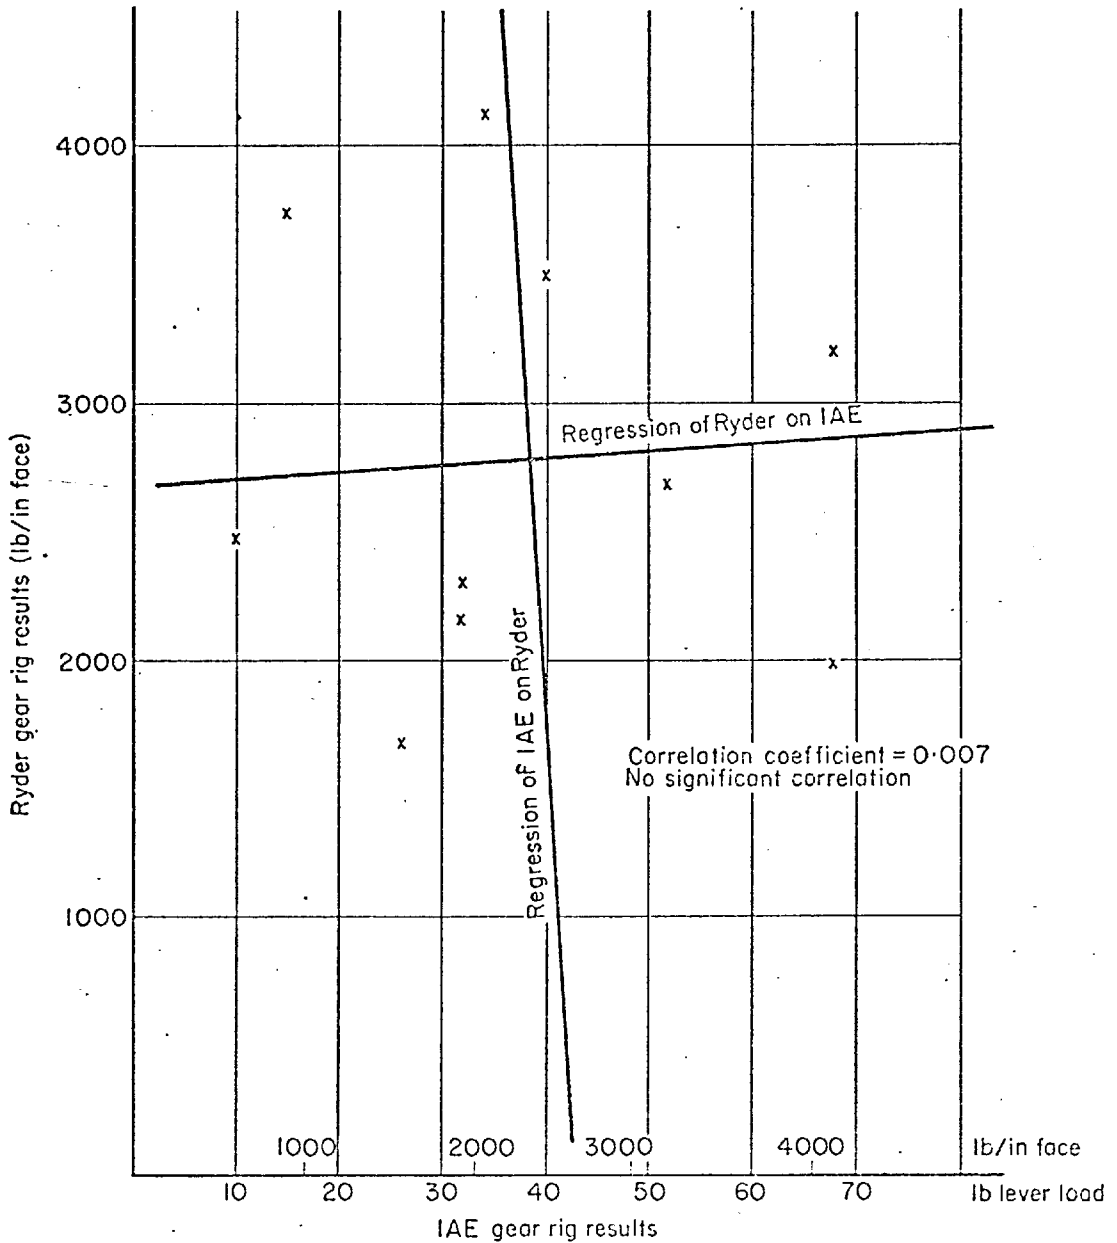 4000
3000
2000
1000
Ryder gear rig results (lb/in face)
Regression of Ryder on IAE
Regression of IAE on Ryder
Correlation coefficient = 0·007
No significant correlation
1000 2000 3000 4000 lb/in face
10 20 30 40 50 60 70 lb lever load
IAE gear rig results